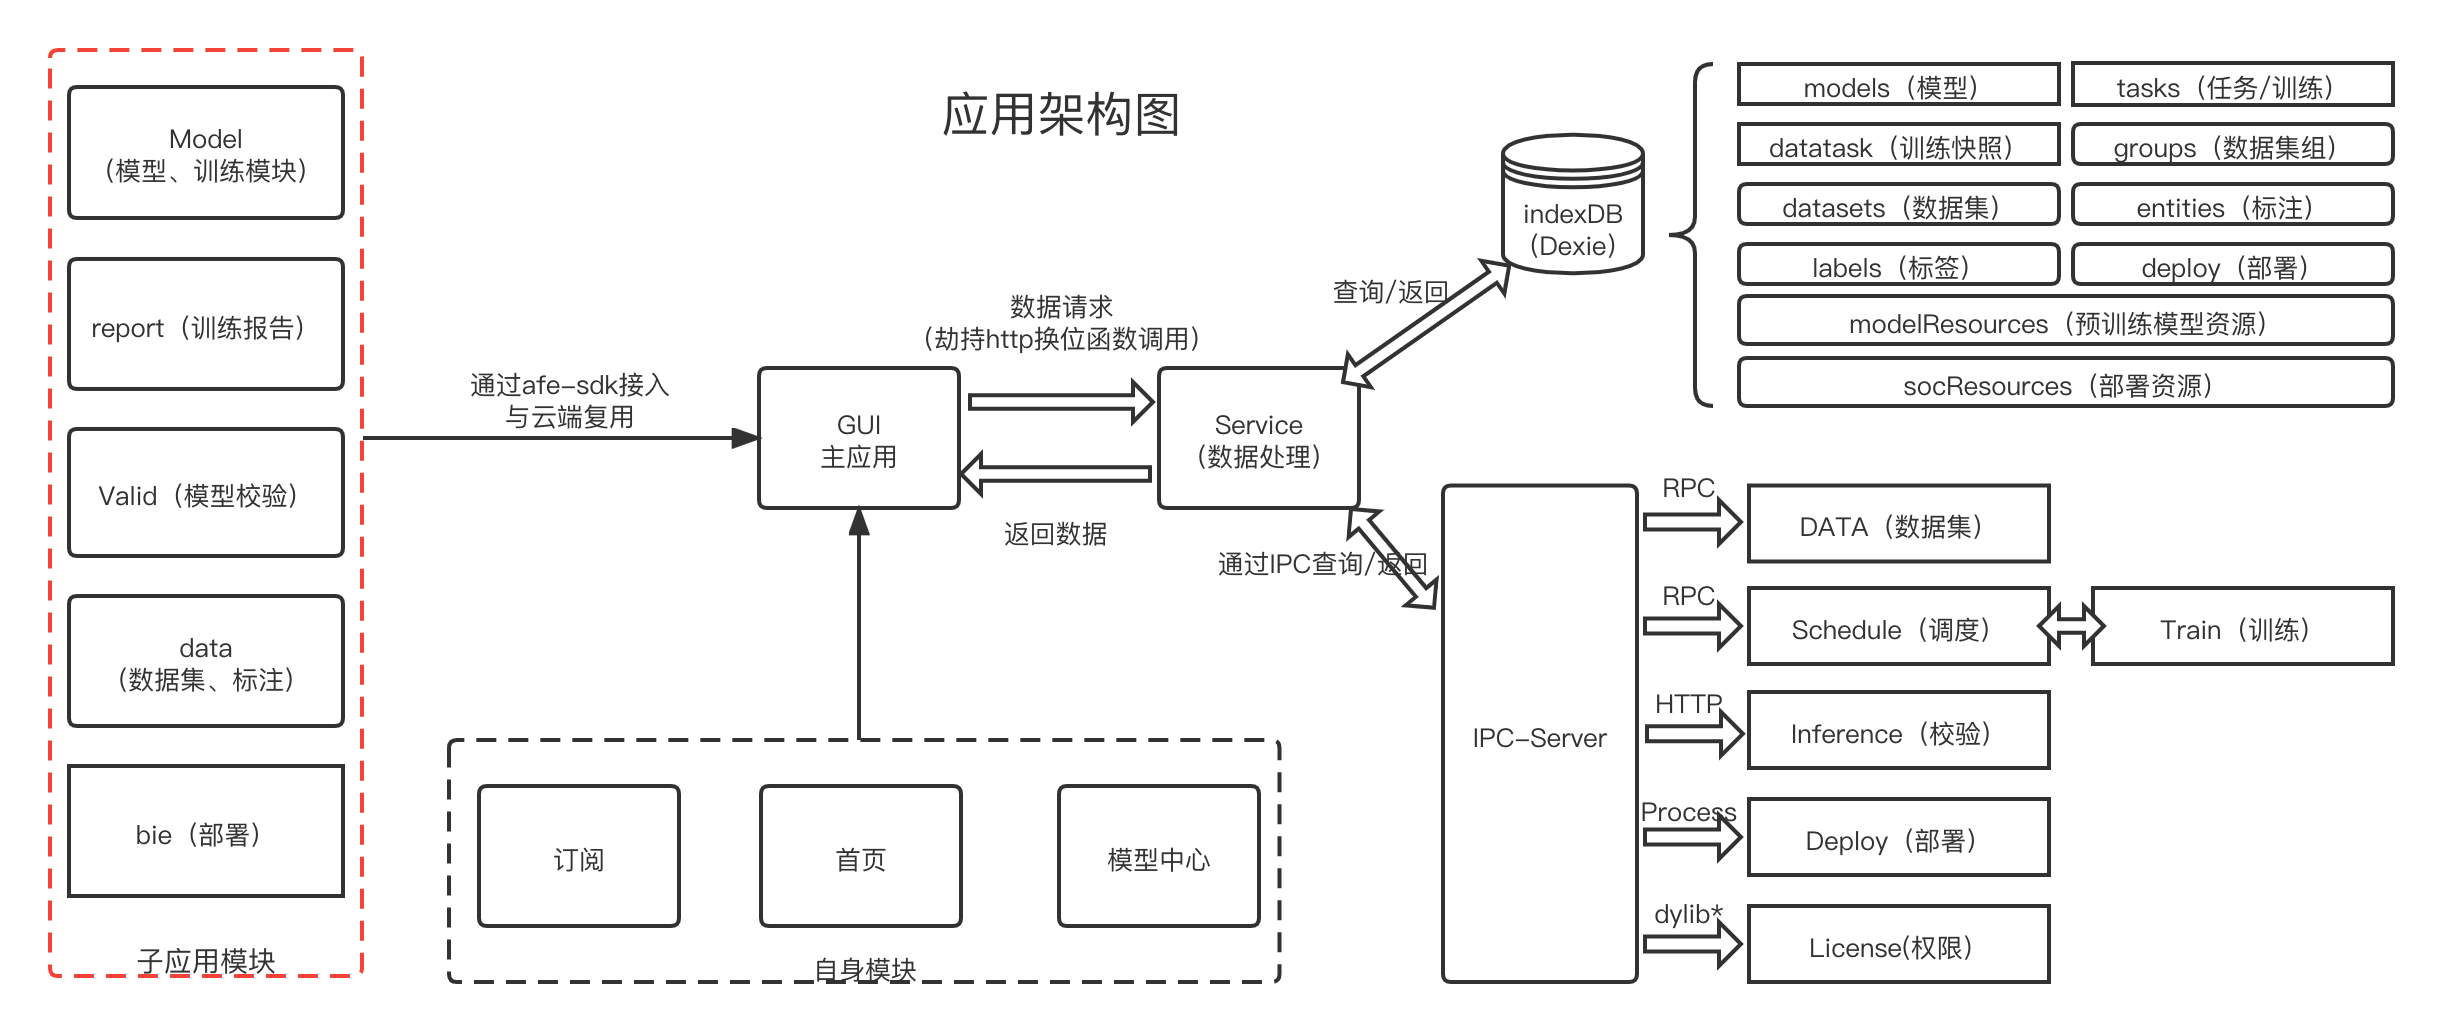 应用架构图
Model
（模型、训练模块）
report（训练报告）
Valid（模型校验）
data
（数据集、标注）
bie（部署）
子应用模块
通过afe-sdk接入
与云端复用
GUI
主应用
数据请求
（劫持http换位函数调用）
返回数据
Service
（数据处理）
查询/返回
indexDB
（Dexie）
models（模型）
tasks（任务/训练）
datatask（训练快照）
groups（数据集组）
datasets（数据集）
entities（标注）
labels（标签）
deploy（部署）
modelResources（预训练模型资源）
socResources（部署资源）
通过IPC查询/返回
IPC-Server
RPC
DATA（数据集）
RPC
Schedule（调度）
Train（训练）
HTTP
Inference（校验）
Process
Deploy（部署）
dylib*
License(权限）
订阅
首页
模型中心
自身模块